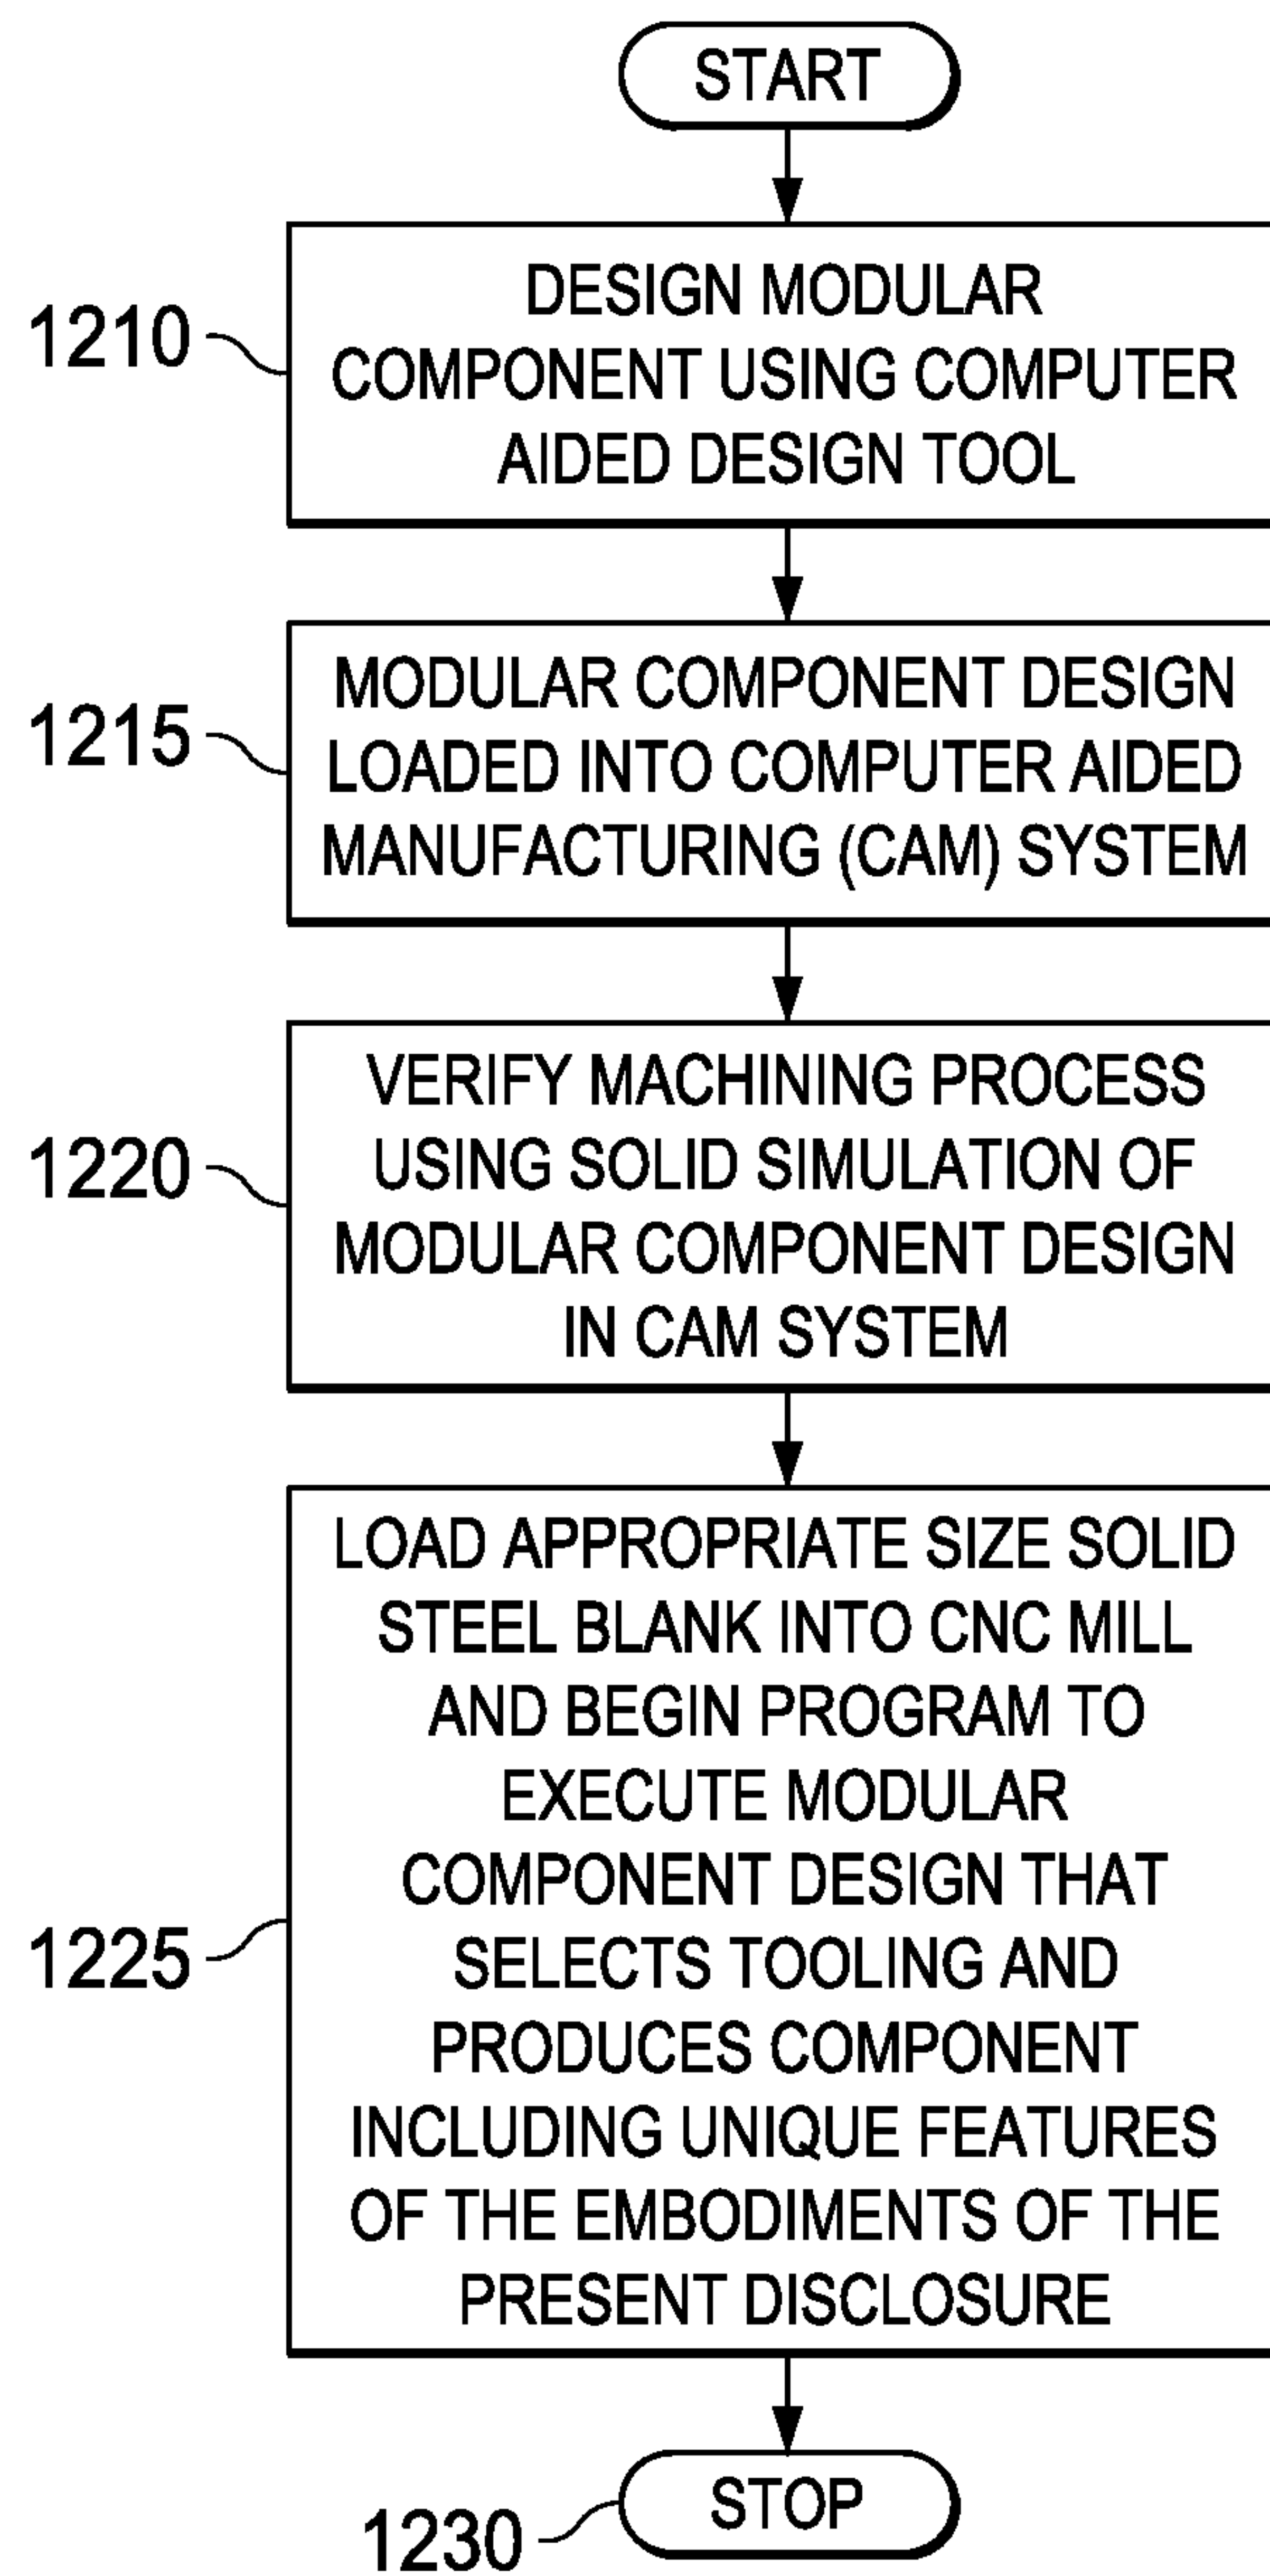 START
DESIGN MODULAR
COMPONENT USING COMPUTER
AIDED DESIGN TOOL
1210
MODULAR COMPONENT DESIGN
LOADED INTO COMPUTER AIDED
MANUFACTURING (CAM) SYSTEM
1215
VERIFY MACHINING PROCESS
USING SOLID SIMULATION OF
MODULAR COMPONENT DESIGN
IN CAM SYSTEM
1220
LOAD APPROPRIATE SIZE SOLID
STEEL BLANK INTO CNC MILL
AND BEGIN PROGRAM TO
EXECUTE MODULAR
COMPONENT DESIGN THAT
SELECTS TOOLING AND
PRODUCES COMPONENT
INCLUDING UNIQUE FEATURES
OF THE EMBODIMENTS OF THE
PRESENT DISCLOSURE
1225
STOP
1230